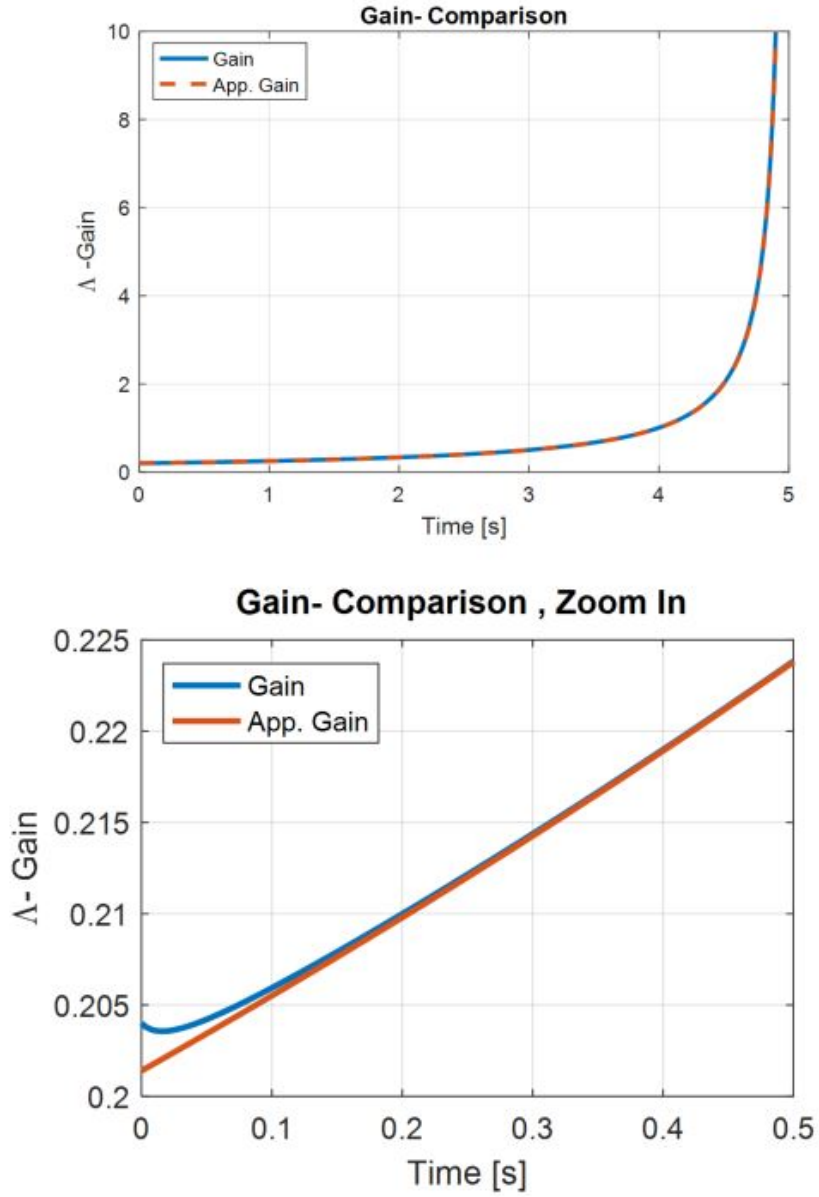 Gain- Comparison
10
Gain
App. Gain
8
6
4
2
0
Λ -Gain
0 1 2 3 4 5
Time [s]
Gain- Comparison , Zoom In
0.225
Gain
App. Gain
0.22
0.215
0.21
0.205
0.2
Λ- Gain
0 0.1 0.2 0.3 0.4 0.5
Time [s]